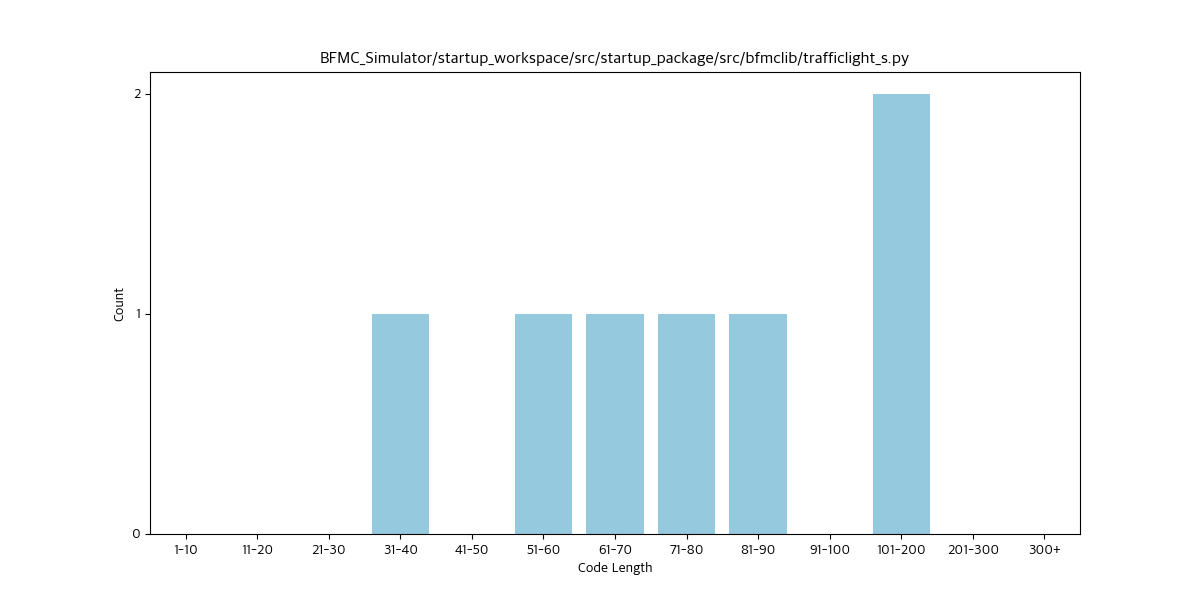 BFMC_Simulator/startup_workspace/src/startup_package/src/bfmclib/trafficlight_s.py
2
1
0
Count
1-10 11-20 21-30 31-40 41-50 51-60 61-70 71-80 81-90 91-100 101-200 201-300 300+
Code Length